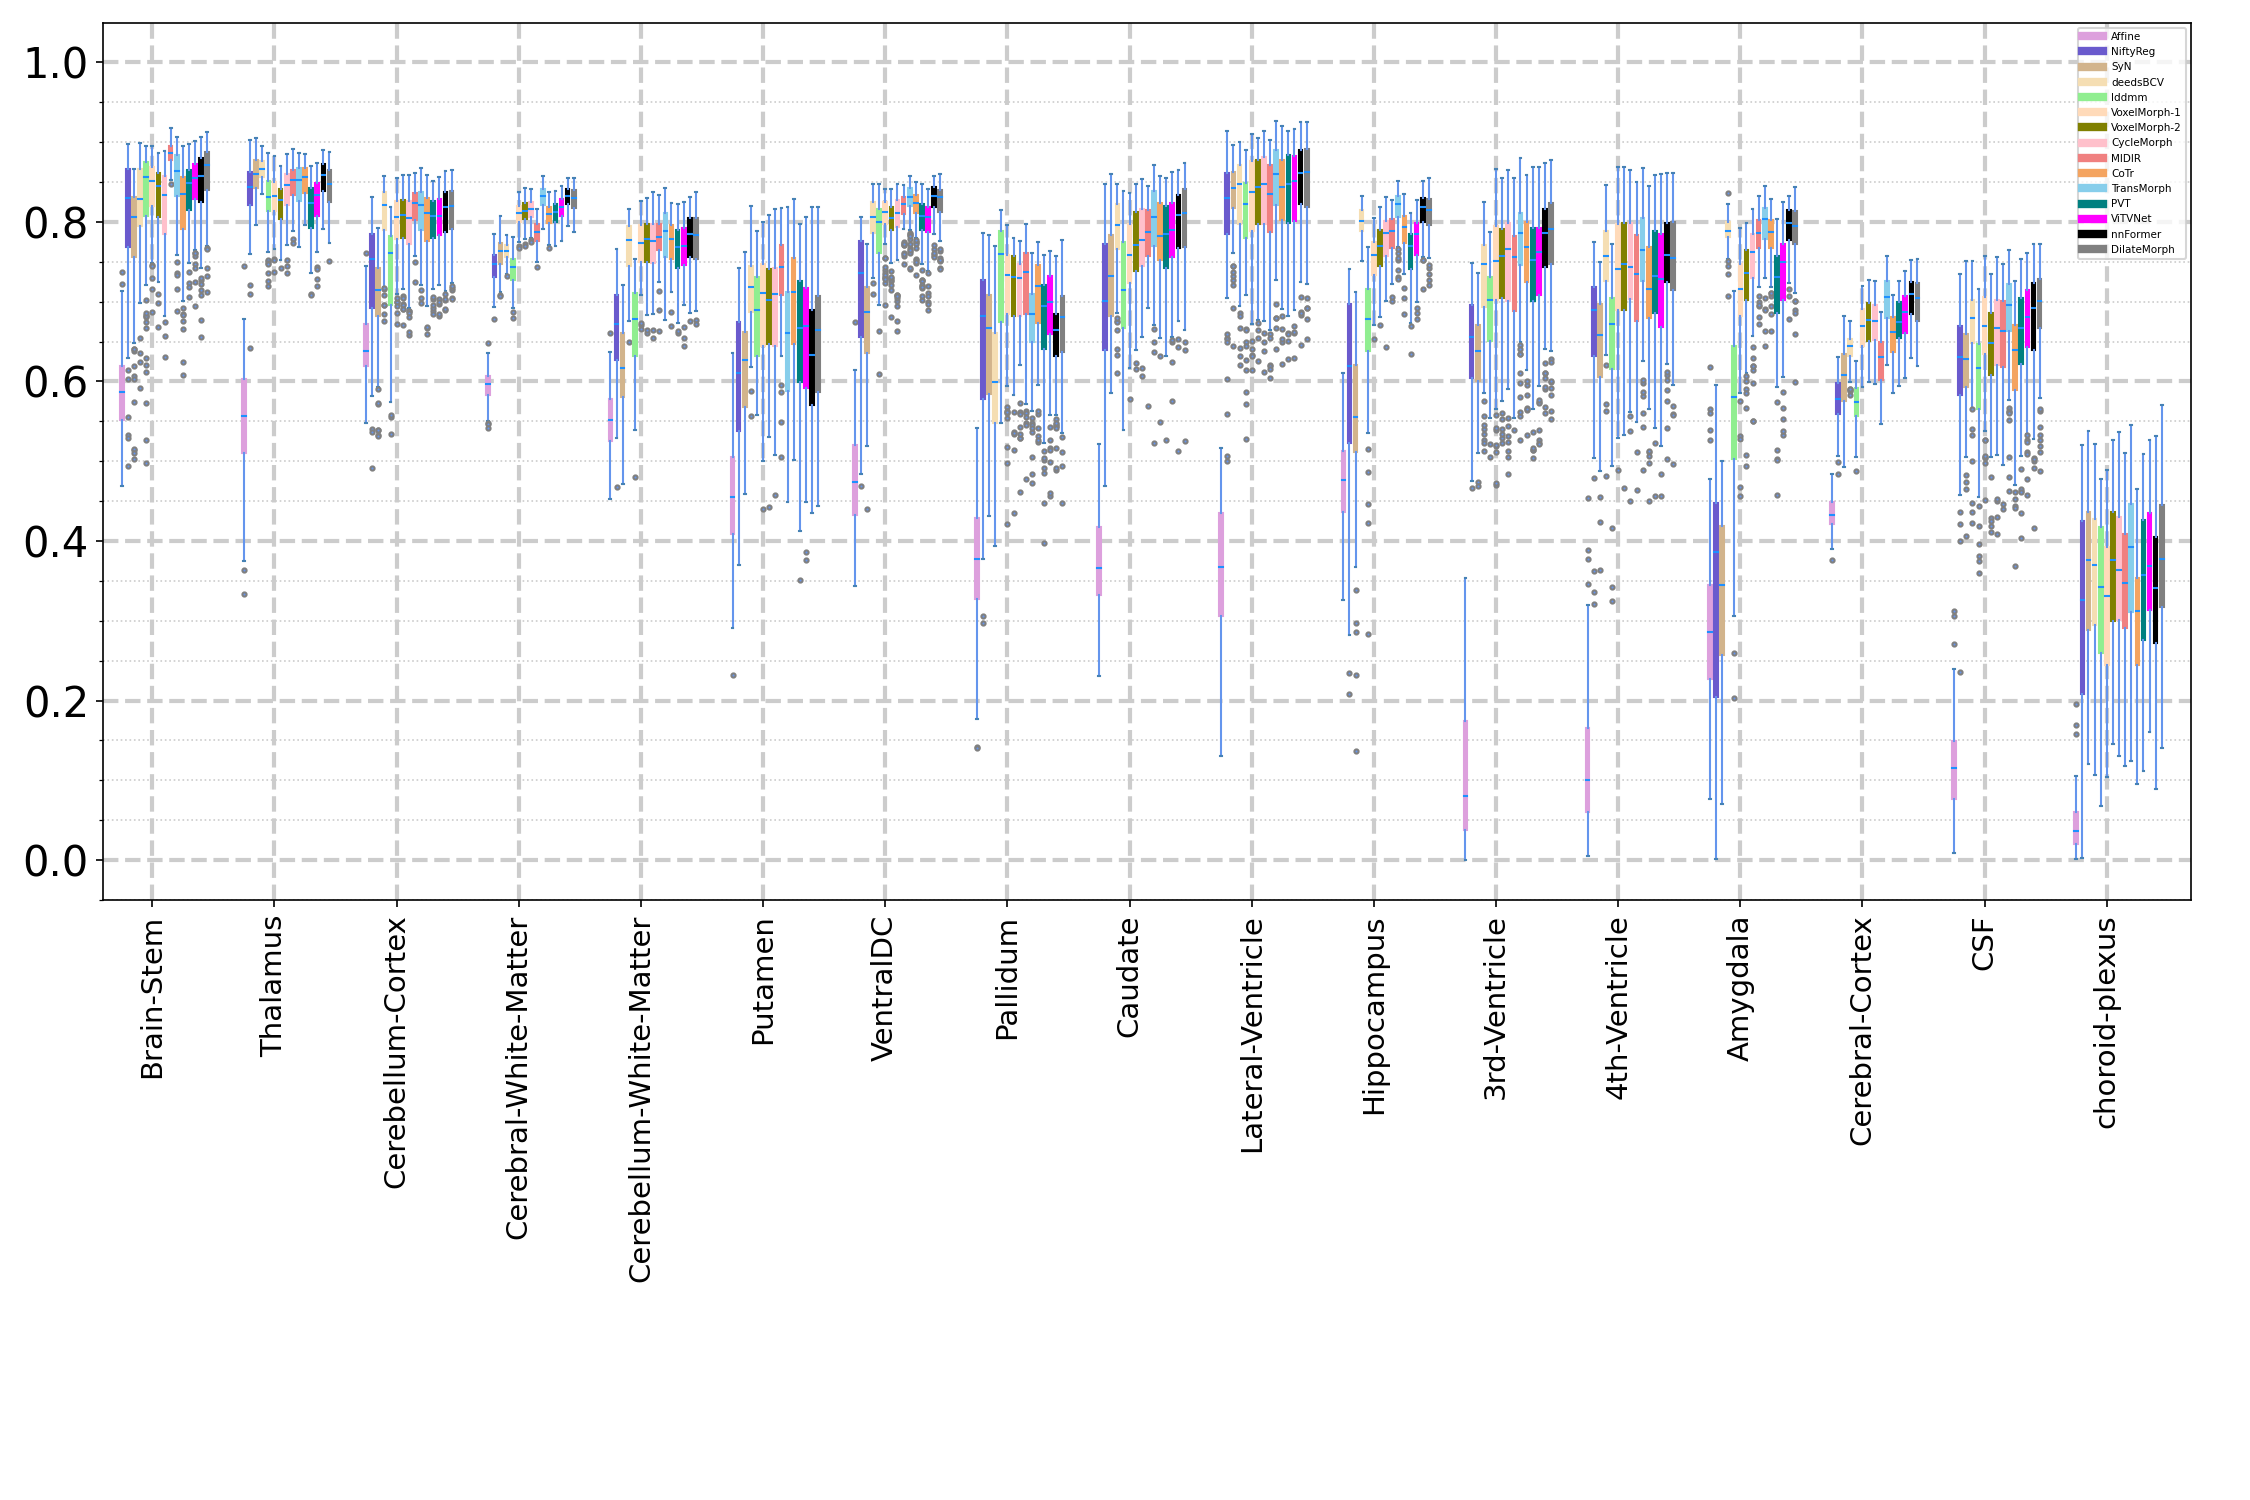 1.0
0.8
0.6
0.4
0.2
0.0
Affine
NiftyReg
SyN
deedsBCV
lddmm
VoxelMorph-1
VoxelMorph-2
CycleMorph
MIDIR
CoTr
TransMorph
PVT
ViTVNet
nnFormer
DilateMorph
Brain-Stem
Thalamus
Cerebellum-Cortex
Cerebral-White-Matter
Cerebellum-White-Matter
Putamen
VentralDC
Pallidum
Caudate
Lateral-Ventricle
Hippocampus
3rd-Ventricle
4th-Ventricle
Amygdala
Cerebral-Cortex
CSF
choroid-plexus